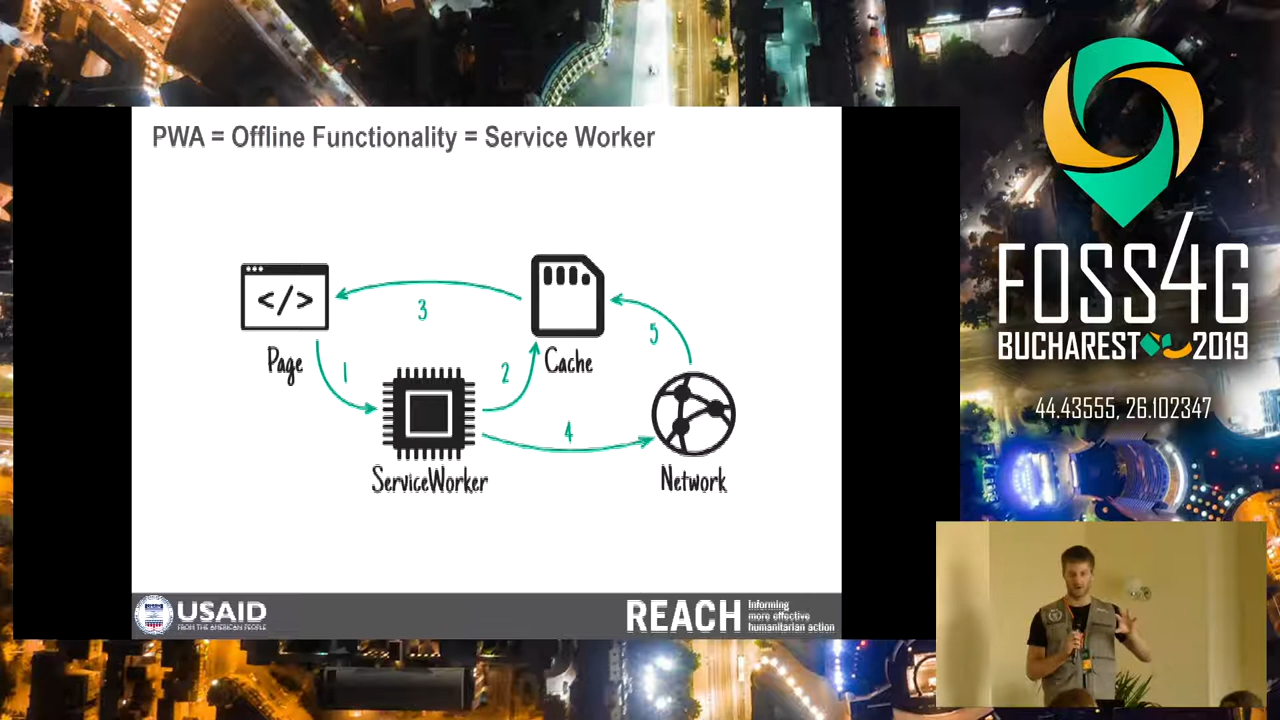 PWA = Offline Functionality = Service Worker
</>
3
5
Page
1
2
Cache
4
ServiceWorker
Network
USAID
FROM THE AMERICAN PEOPLE
REACH
Informing
more effective
humanitarian action
FOSS4G
BUCHAREST 2019
44.43555, 26.102347